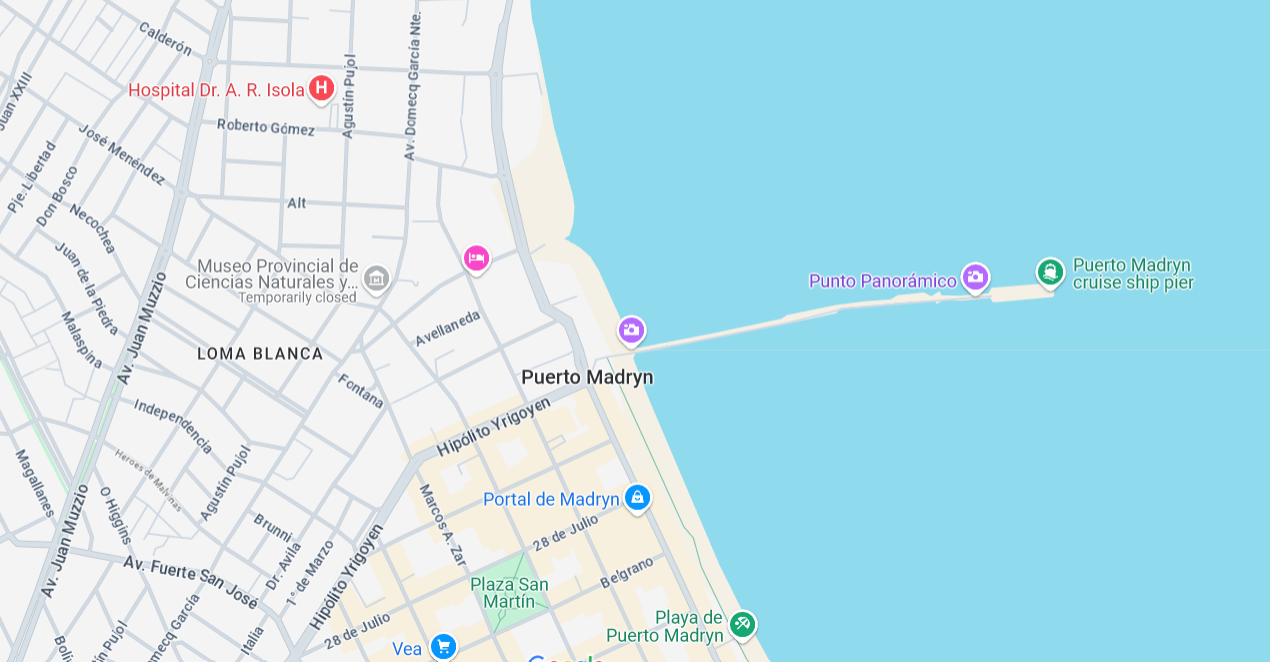 Calderón
Juan XXIII
Hospital Dr. A. R. Isola
H
Agustín Pujol
Av. Domecq García Nte.
Roberto Gómez
José Menéndez
Pje. Libertad
Don Bosco
Necochea
Alt
Juan de la Piedra
Malaspina
Av. Juan Muzzio
Museo Provincial de
Ciencias Naturales y...
Temporarily closed
Punto Panorámico
Puerto Madryn
cruise ship pier
Avellaneda
LOMA BLANCA
Puerto Madryn
Fontana
Hipólito Yrigoyen
Independencia
Heroes de Malvinas
Agustín Pujol
Magallanes
O Higgins
Av. Juan Muzzio
Marcos A. Zar
Portal de Madryn
28 de Julio
Brunni
Dr. Avila
1° de Marzo
Hipólito Yrigoyen
Av. Fuerte San José
Belgrano
Plaza San
Martín
Playa de
Puerto Madryn
28 de Julio
Italia
Vea
Google